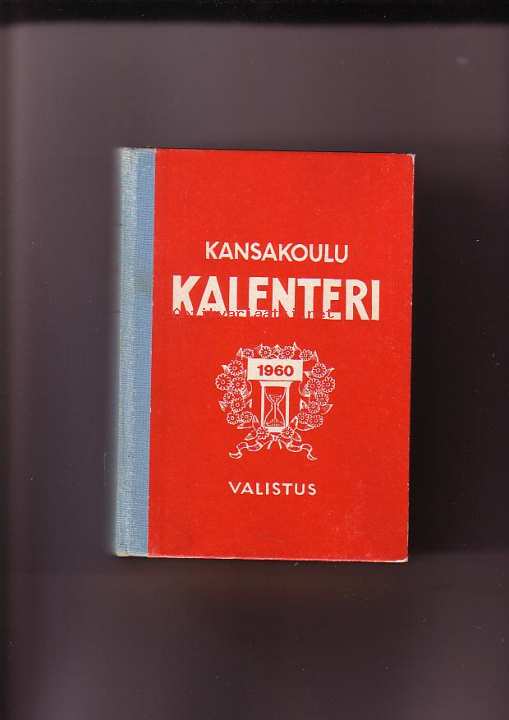 KANSAKOULU
KALENTERI
1960
VALISTUS